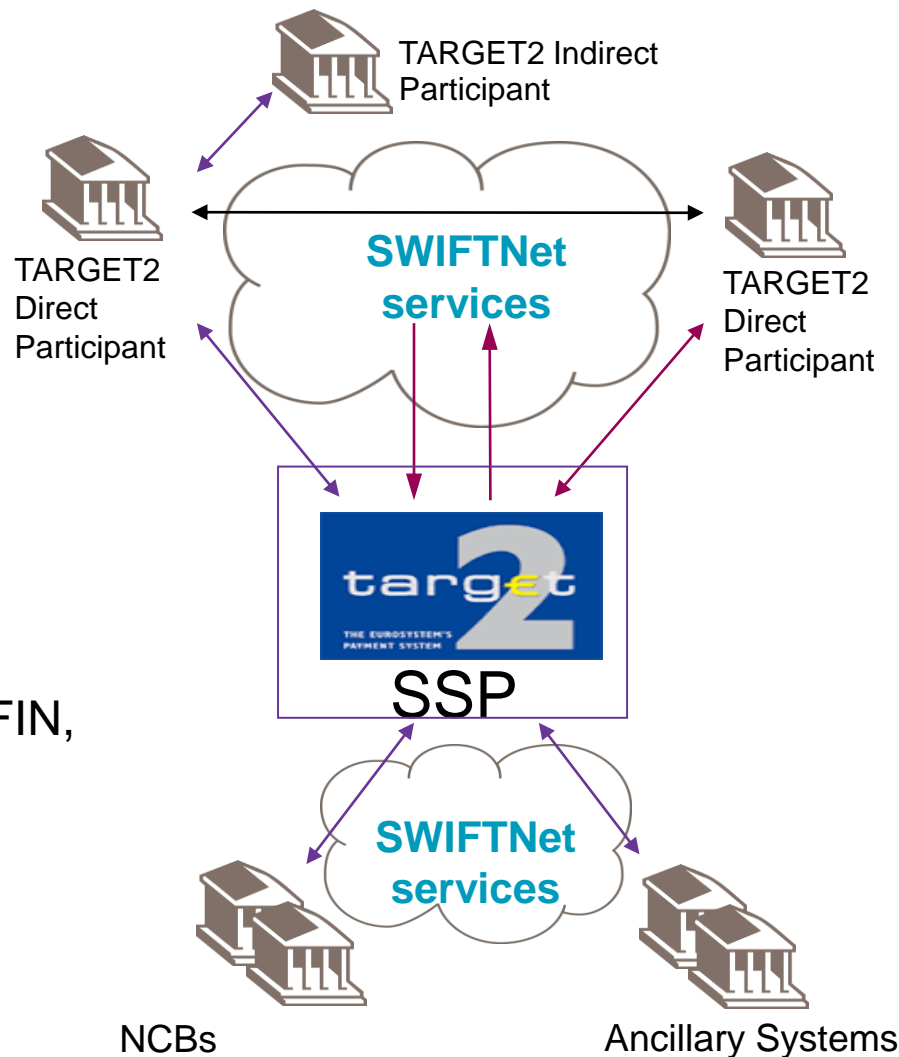 TARGET2 Indirect
Participant
SWIFTNet
services
TARGET2
Direct
Participant
TARGET2
Direct
Participant
target
2
THE EUROSYSTEM'S
PAYMENT SYSTEM
SSP
FIN,
SWIFTNet
services
NCBs
Ancillary Systems